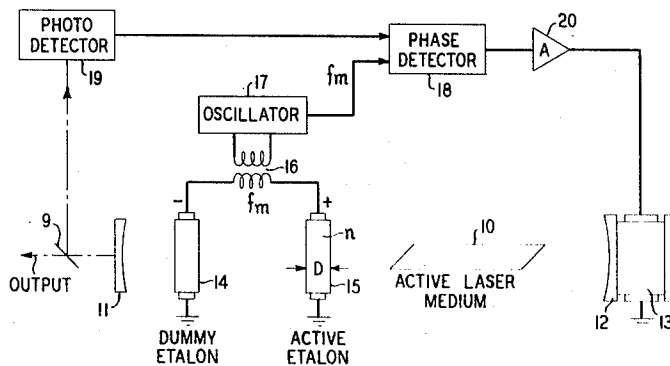 PHOTO
DETECTOR
19
PHASE
DETECTOR
18
A
20
fm
17
OSCILLATOR
16
fm
9
OUTPUT
11
-
14
DUMMY
ETALON
+
n
D
15
ACTIVE
ETALON
10
ACTIVE LASER
MEDIUM
12
13